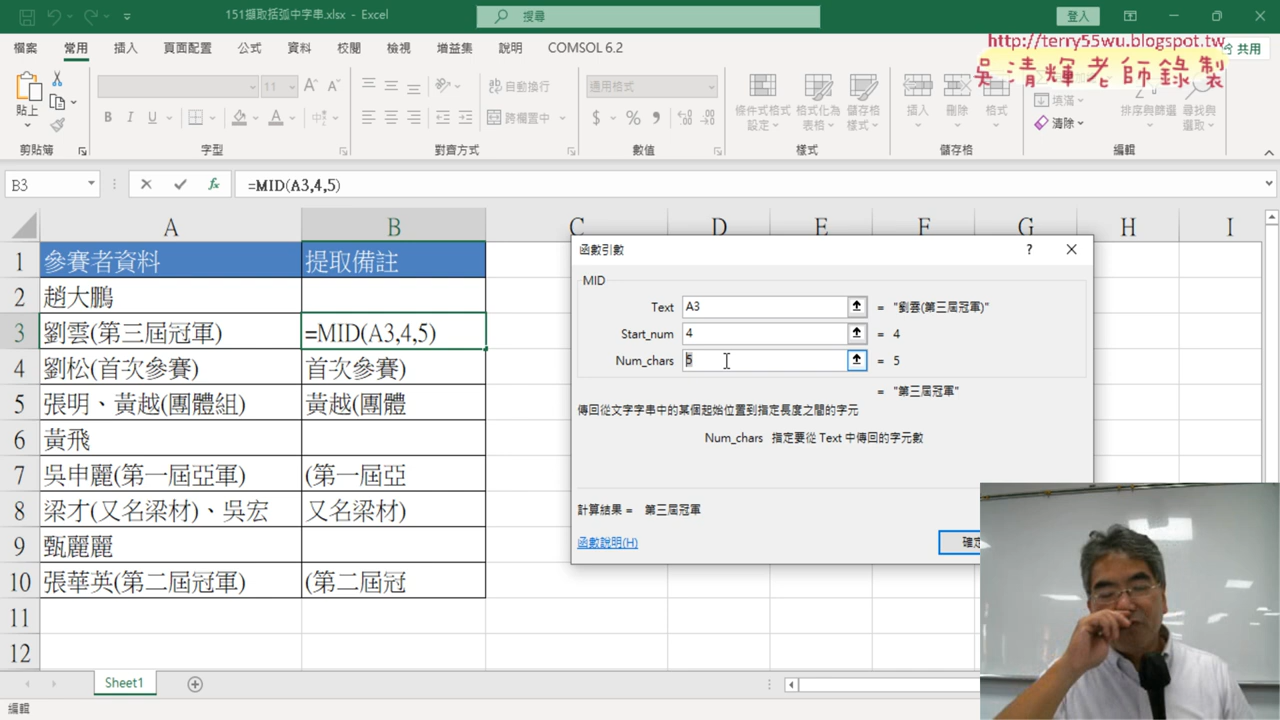 151擷取括弧中字串.xlsx - Excel
搜尋
登入
http://terry55wu.blogspot.tw
吳清輝老師錄製
檔案 常用 插入 頁面配置 公式 資料 校閱 檢視 增益集 說明 COMSOL 6.2 共用
貼上
11
自動換行
跨欄置中
通用格式
條件式格式設定
格式化為表格
儲存格樣式
插入 刪除 格式
填滿
清除
排序與篩選
尋找與選取
剪貼簿 字型 對齊方式 數值 樣式 儲存格 編輯
B3
=MID(A3,4,5)
A B C D E F G H I
1 參賽者資料 提取備註
2 趙大鵬
3 劉雲(第三屆冠軍) =MID(A3,4,5)
4 劉松(首次參賽) 首次參賽)
5 張明、黃越(團體組) 黃越(團體
6 黃飛
7 吳申麗(第一屆亞軍) (第一屆亞
8 梁才(又名梁材)、吳宏 又名梁材)
9 甄麗麗
10 張華英(第二屆冠軍) (第二屆冠
11
12
函數引數
MID
Text A3 = "劉雲(第三屆冠軍)"
Start_num 4 = 4
Num_chars 5 = 5
= "第三屆冠軍"
傳回從文字字串中的某個起始位置到指定長度之間的字元
Num_chars 指定要從 Text 中傳回的字元數
計算結果 = 第三屆冠軍
函數說明(H)
確定
Sheet1
編輯